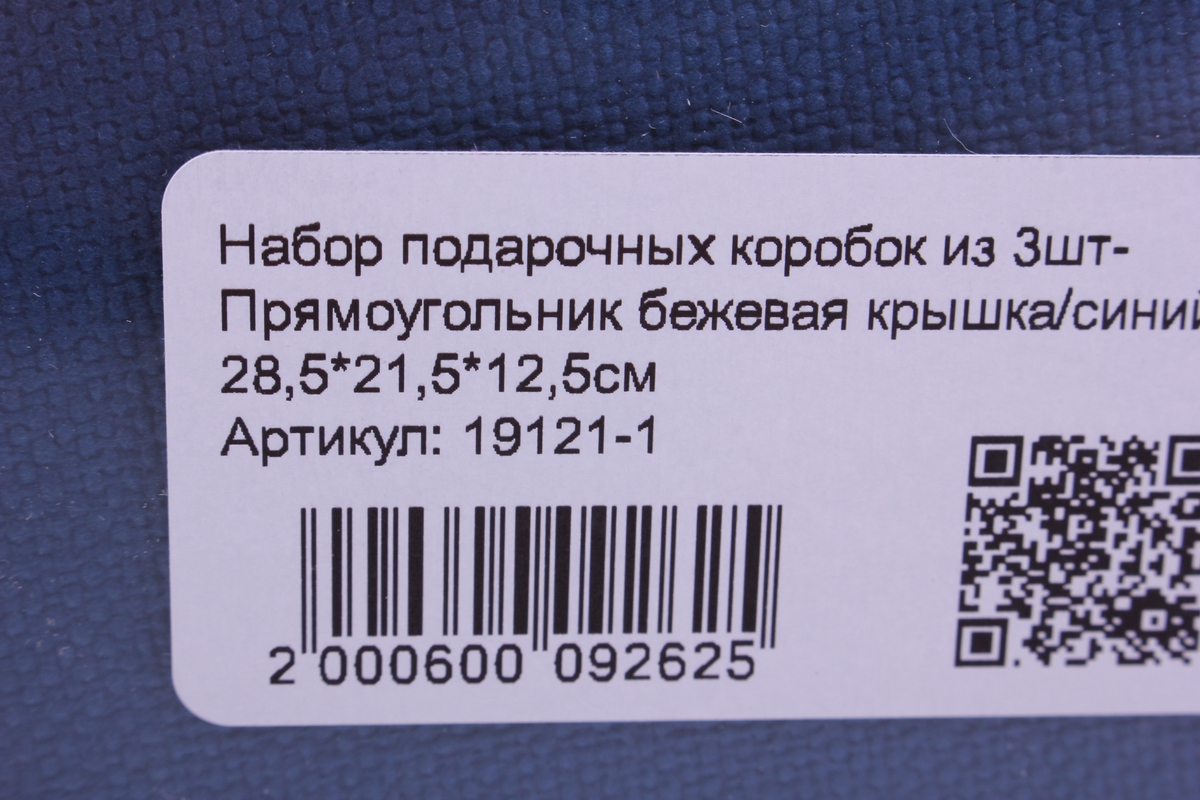 Набор подарочных коробок из 3шт-
Прямоугольник бежевая крышка/синий
28,5*21,5*12,5см
Артикул: 19121-1
2 000600 092625